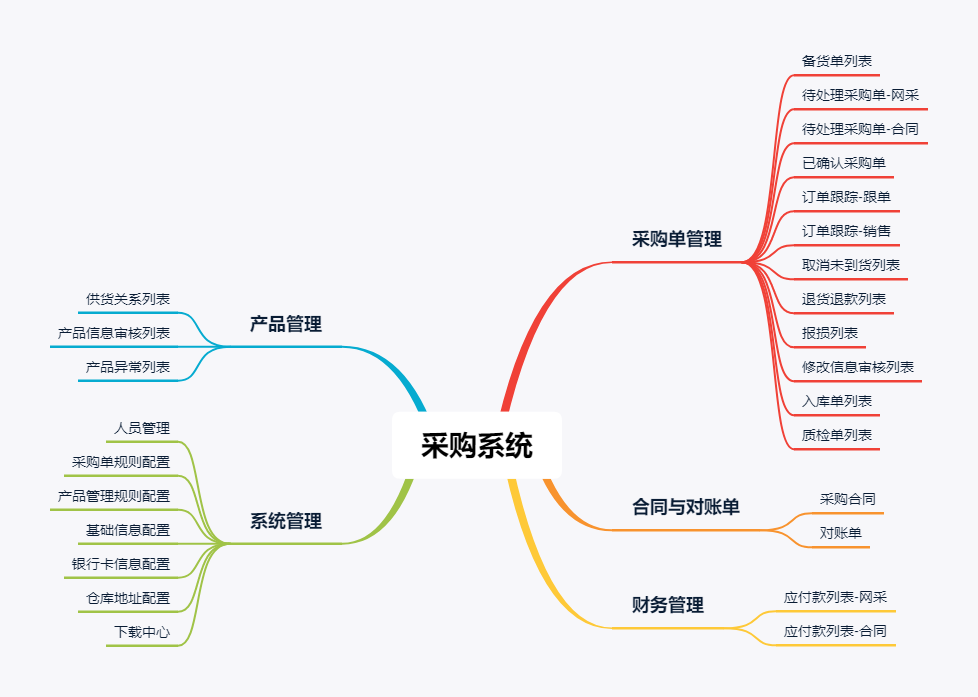 采购系统
采购单管理
备货单列表
待处理采购单-网采
待处理采购单-合同
已确认采购单
订单跟踪-跟单
订单跟踪-销售
取消未到货列表
退货退款列表
报损列表
修改信息审核列表
入库单列表
质检单列表
合同与对账单
采购合同
对账单
财务管理
应付款列表-网采
应付款列表-合同
产品管理
供货关系列表
产品信息审核列表
产品异常列表
系统管理
人员管理
采购单规则配置
产品管理规则配置
基础信息配置
银行卡信息配置
仓库地址配置
下载中心